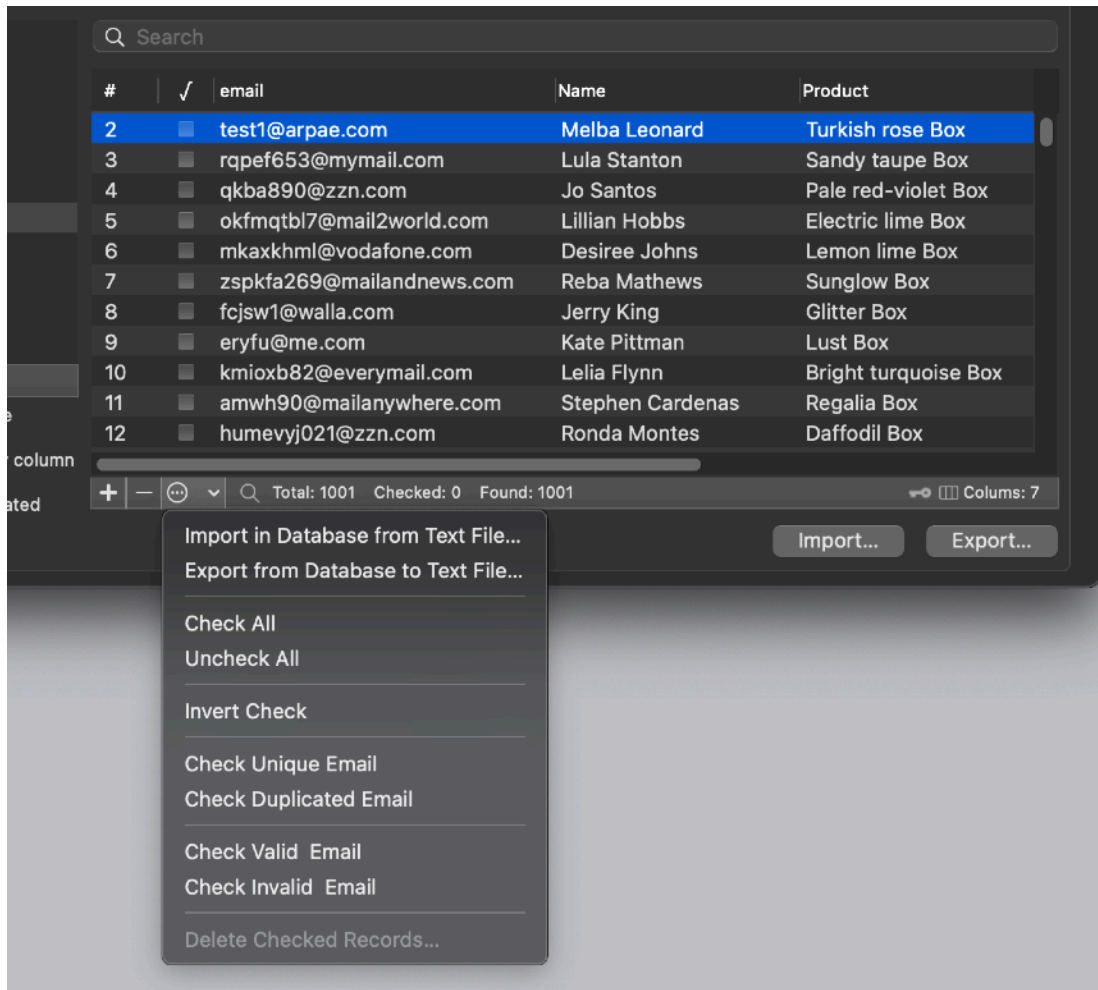 Search
# √ email Name Product
2 test1@arpae.com Melba Leonard Turkish rose Box
3 rqpef653@mymail.com Lula Stanton Sandy taupe Box
4 qkba890@zzn.com Jo Santos Pale red-violet Box
5 okfmqtbl7@mail2world.com Lillian Hobbs Electric lime Box
6 mkaxkhml@vodafone.com Desiree Johns Lemon lime Box
7 zspkfa269@mailandnews.com Reba Mathews Sunglow Box
8 fcjsw1@walla.com Jerry King Glitter Box
9 eryfu@me.com Kate Pittman Lust Box
10 kmioxb82@everymail.com Lelia Flynn Bright turquoise Box
11 amwh90@mailanywhere.com Stephen Cardenas Regalia Box
12 humevyj021@zzn.com Ronda Montes Daffodil Box
column
ated
Total: 1001 Checked: 0 Found: 1001 Colums: 7
Import... Export...
Import in Database from Text File...
Export from Database to Text File...
Check All
Uncheck All
Invert Check
Check Unique Email
Check Duplicated Email
Check Valid  Email
Check Invalid  Email
Delete Checked Records...